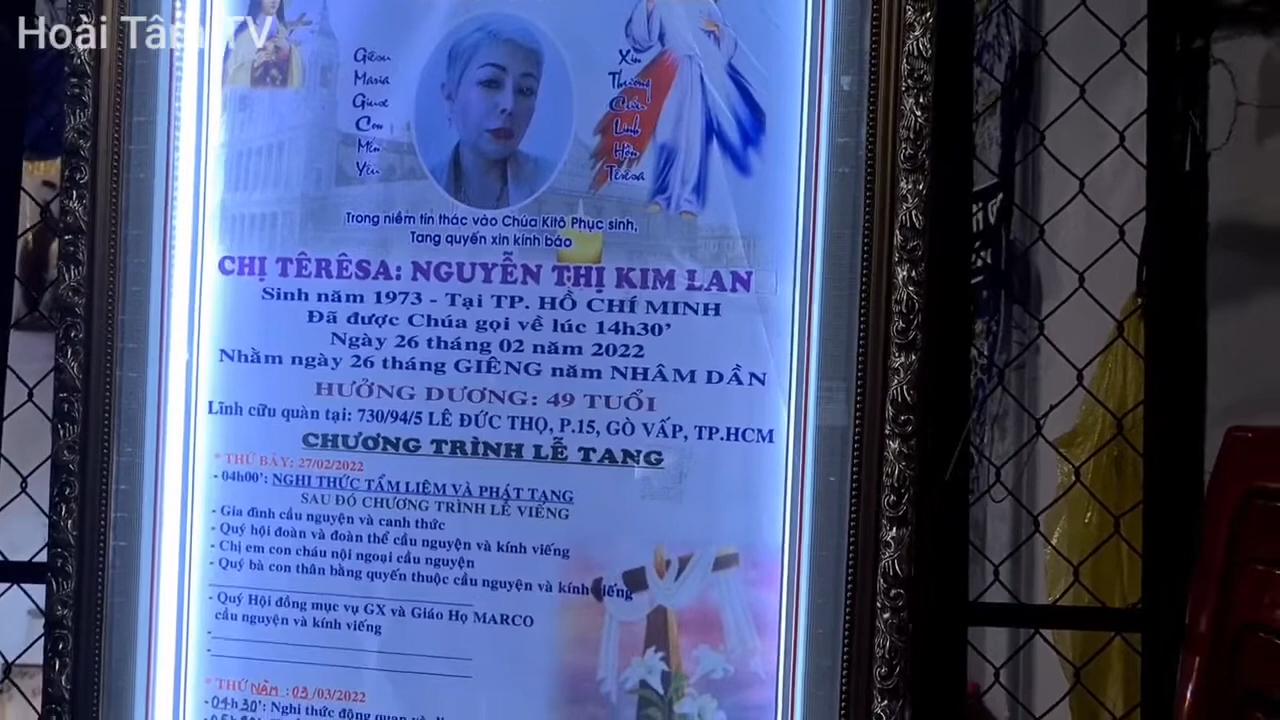 Hoài Tâm TV
Giêsu
Maria
Giuse
Con
Mến
Yêu
Xin
Thương
Cứu
Linh
Hồn
Têrêsa
Trong niềm tín thác vào Chúa Kitô Phục sinh,
Tang quyến xin kính báo
CHỊ TÊRÊSA: NGUYỄN THỊ KIM LAN
Sinh năm 1973 - Tại TP. HỒ CHÍ MINH
Đã được Chúa gọi về lúc 14h30’
Ngày 26 tháng 02 năm 2022
Nhằm ngày 26 tháng GIÊNG năm NHÂM DẦN
HƯỞNG DƯƠNG: 49 TUỔI
Lĩnh cữu quàn tại: 730/94/5 LÊ ĐỨC THỌ, P.15, GÒ VẤP, TP.HCM
CHƯƠNG TRÌNH LỄ TANG
* THỨ BẢY: 27/02/2022
- 04h00’: NGHI THỨC TẨM LIỆM VÀ PHÁT TANG
SAU ĐÓ CHƯƠNG TRÌNH LỄ VIẾNG
- Gia đình cầu nguyện và canh thức
- Quý hội đoàn và đoàn thể cầu nguyện và kính viếng
- Chị em con cháu nội ngoại cầu nguyện
- Quý bà con thân bằng quyến thuộc cầu nguyện và kính viếng
- Quý Hội đồng mục vụ GX và Giáo Họ MARCO
cầu nguyện và kính viếng
* THỨ NĂM : 03/03/2022
- 04h30’: Nghi thức động quan và